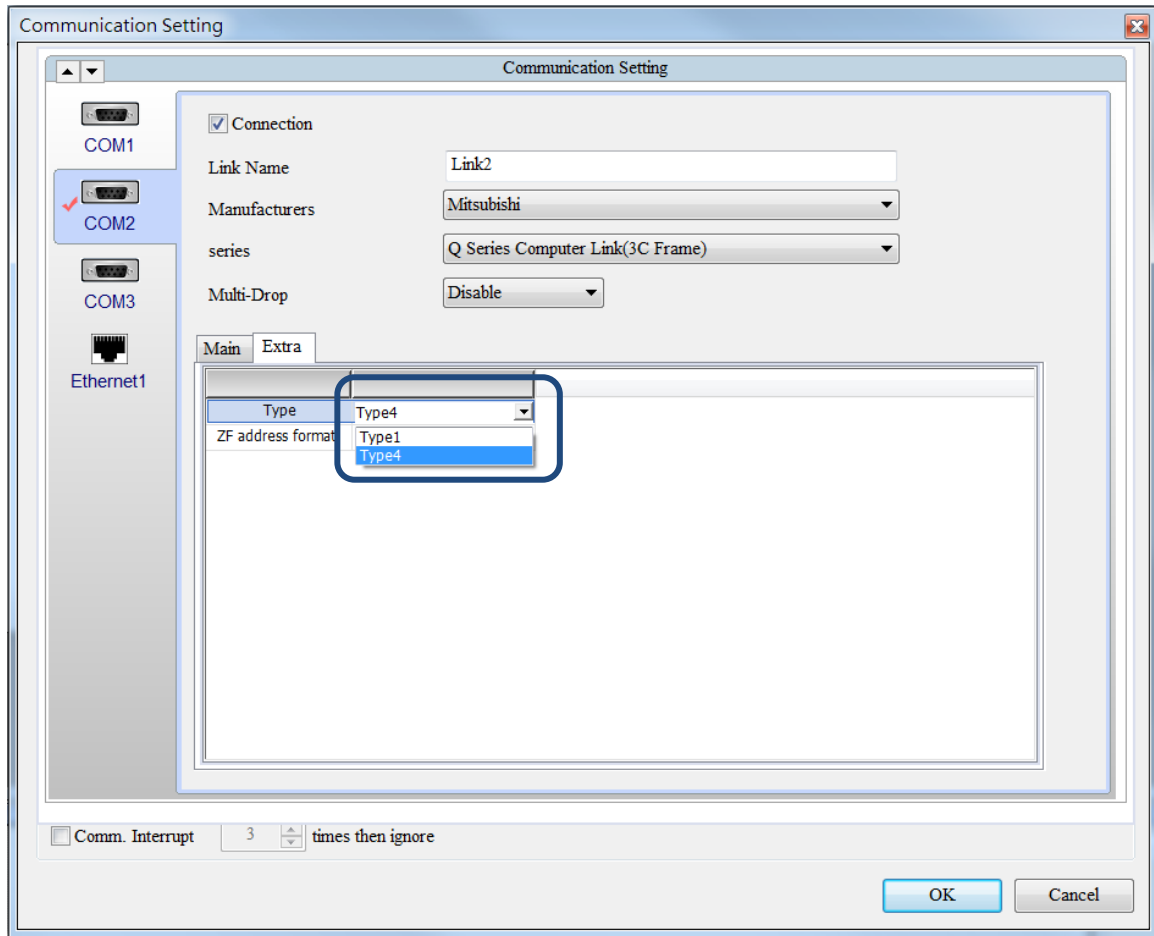 Communication Setting
Communication Setting
COM1
COM2
COM3
Ethernet1
Connection
Link Name Link2
Manufacturers Mitsubishi
series Q Series Computer Link(3C Frame)
Multi-Drop Disable
Main Extra
Type Type4
ZF address format Type1
Type4
Comm. Interrupt 3 times then ignore
OK Cancel